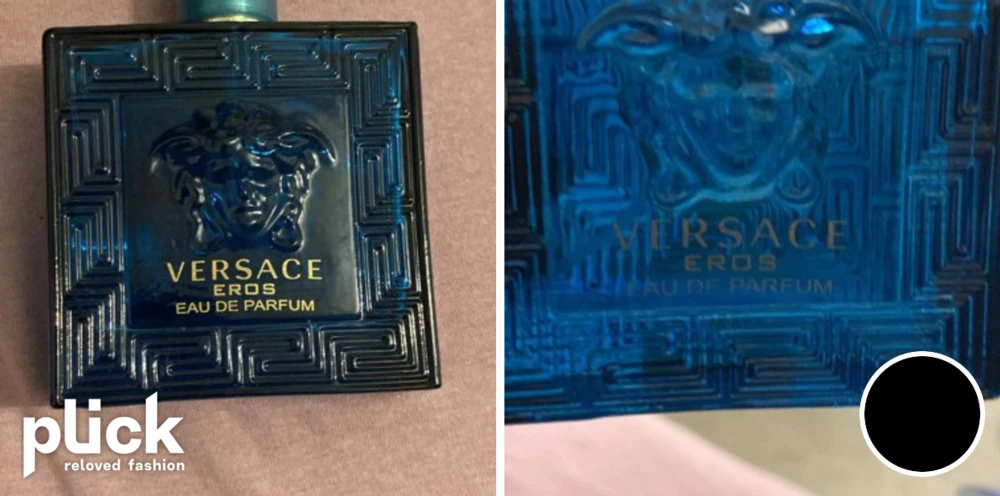 VERSACE
EROS
EAU DE PARFUM
plick
reloved fashion
VERSACE
EROS
EAU DE PARFUM